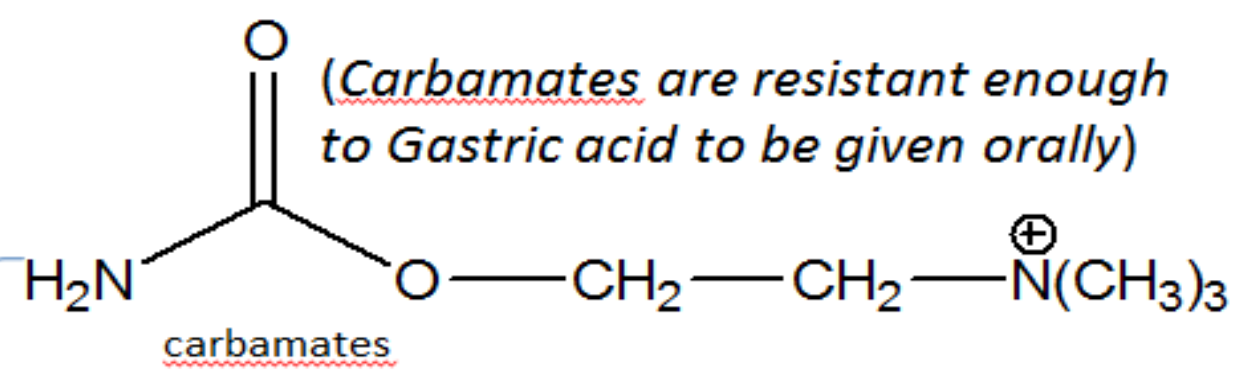 O
(Carbamates are resistant enough
to Gastric acid to be given orally)
⊕
H₂N O CH₂ CH₂ N(CH₃)₃
carbamates